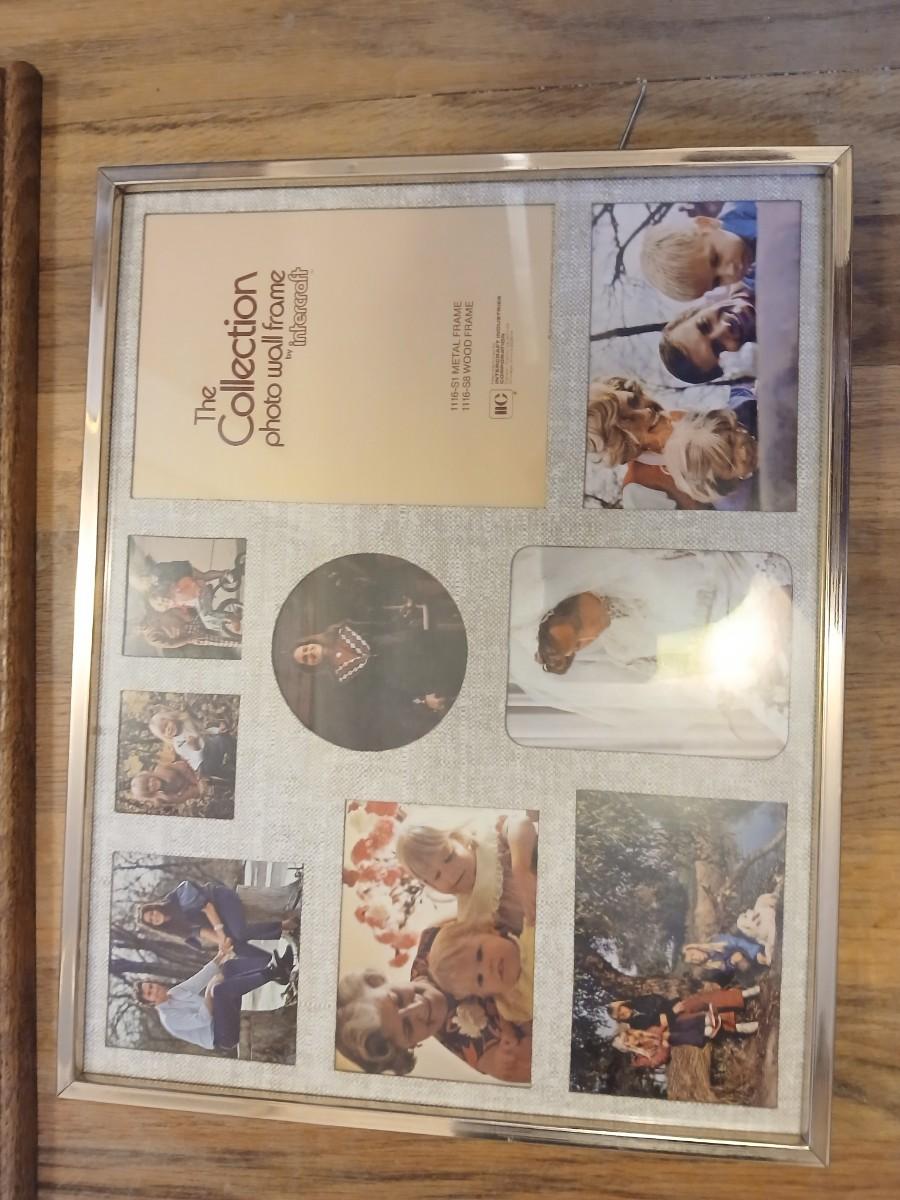 The
Collection
photo wall frame
by intercraft
1116-S1 METAL FRAME
1116-S8 WOOD FRAME
IIC
INTERCRAFT INDUSTRIES
CORPORATION